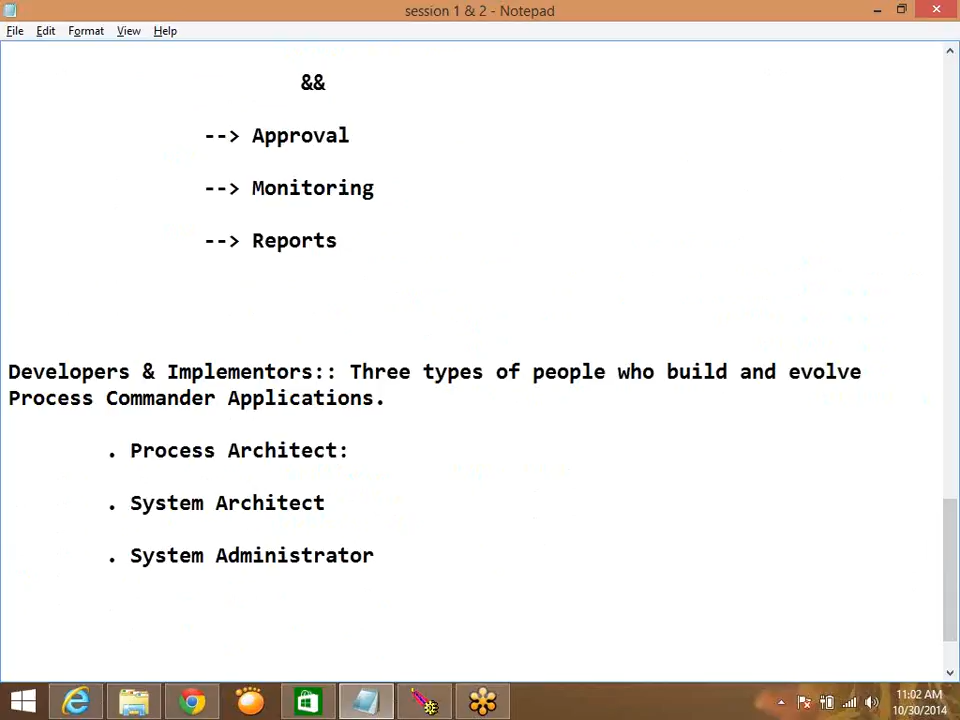 session 1 & 2 - Notepad
File Edit Format View Help
&&
--> Approval
--> Monitoring
--> Reports
Developers & Implementors:: Three types of people who build and evolve
Process Commander Applications.
. Process Architect:
. System Architect
. System Administrator
11:02 AM
10/30/2014